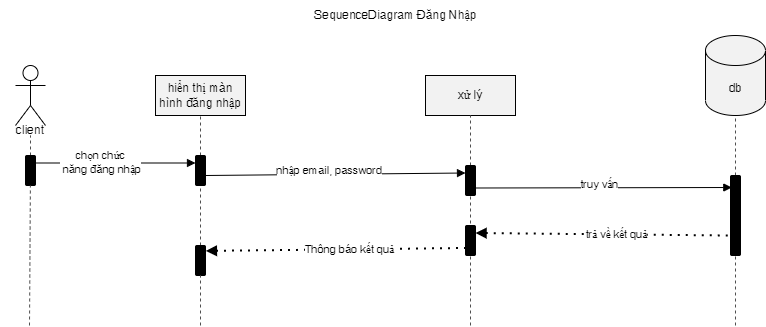 SequenceDiagram Đăng Nhập
client
hiển thị màn
hình đăng nhập
xử lý
db
chọn chức
năng đăng nhập
nhập email, password
truy vấn
trả về kết quả
Thông báo kết quả